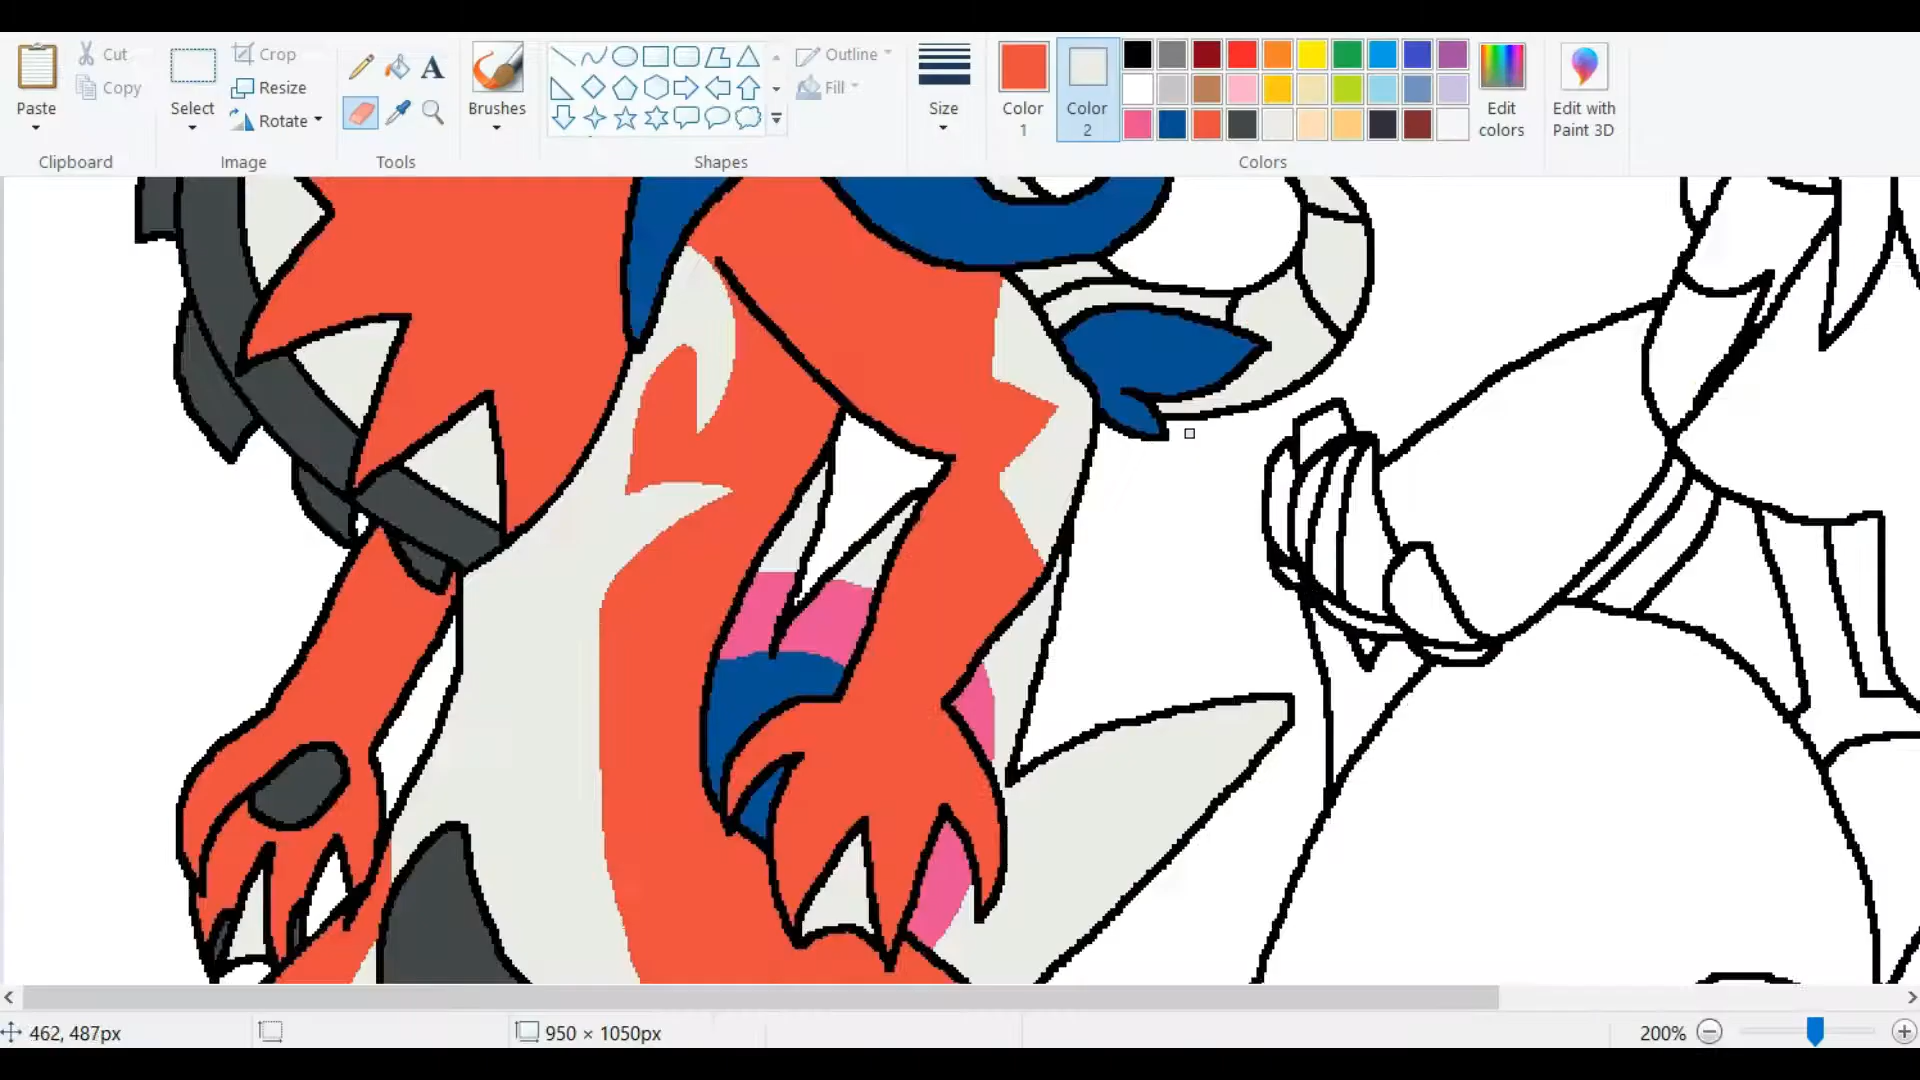 Paste
Cut
Copy
Clipboard
Select
Crop
Resize
Rotate
Image
A
Tools
Brushes
Shapes
Outline
Fill
Size
Color
1
Color
2
Edit
colors
Colors
Edit with
Paint 3D
462, 487px
950 × 1050px
200%